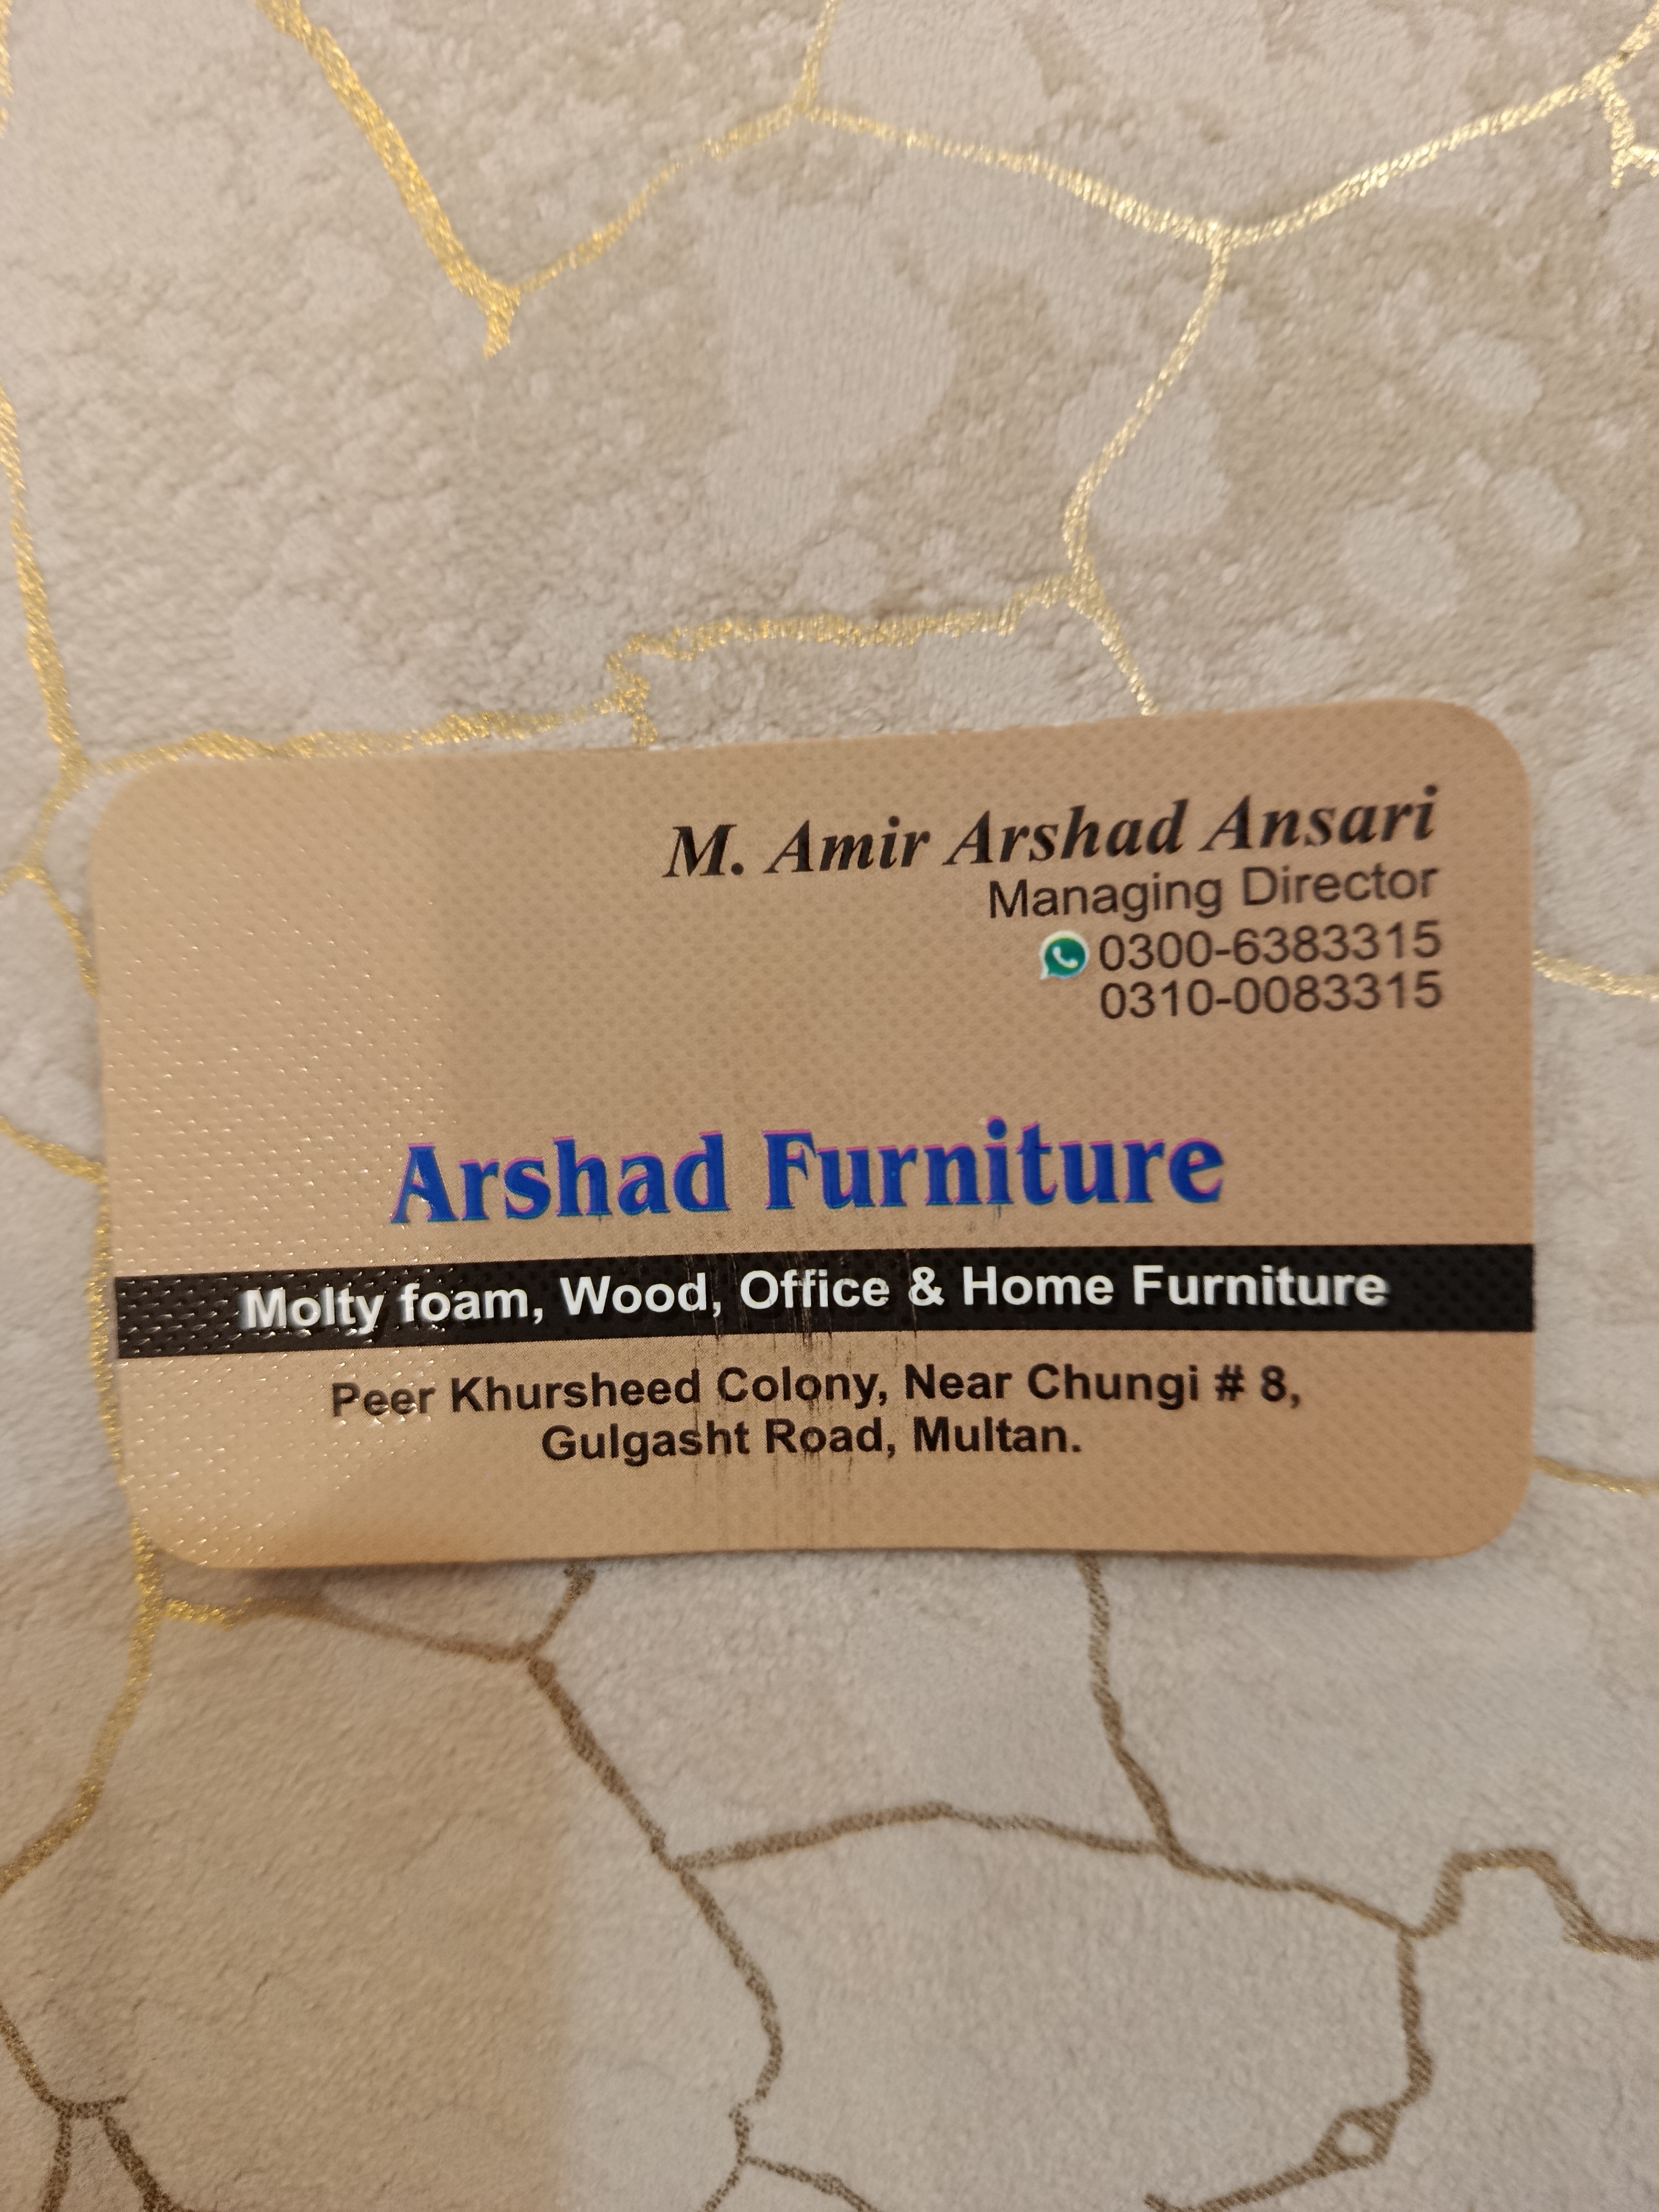 M. Amir Arshad Ansari
Managing Director
0300-6383315
0310-0083315
Arshad Furniture
Molty foam, Wood, Office & Home Furniture
Peer Khursheed Colony, Near Chungi # 8,
Gulgasht Road, Multan.